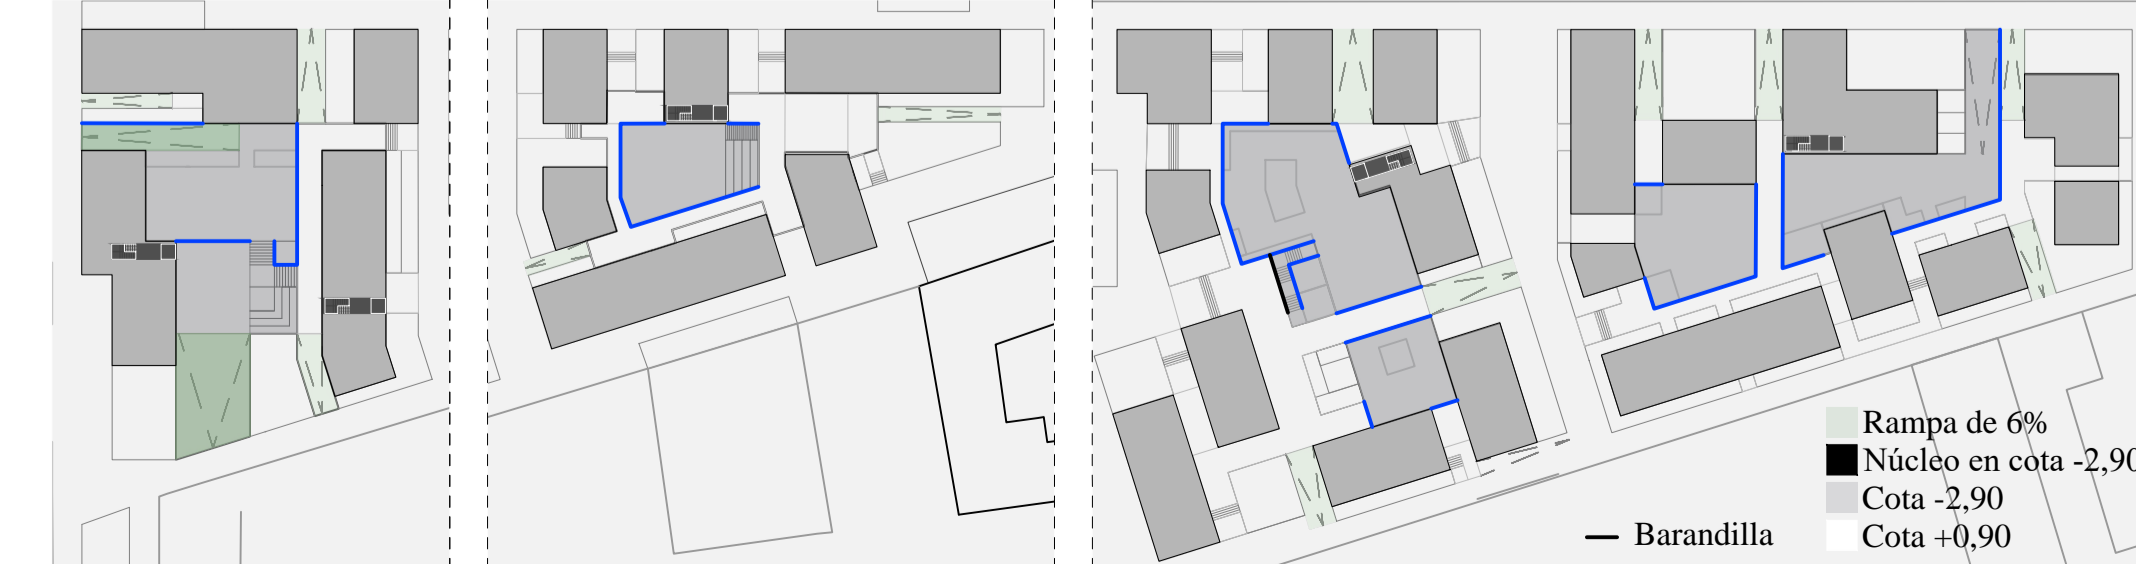 Rampa de 6%
Núcleo en cota -2,90
Cota -2,90
Barandilla
Cota +0,90